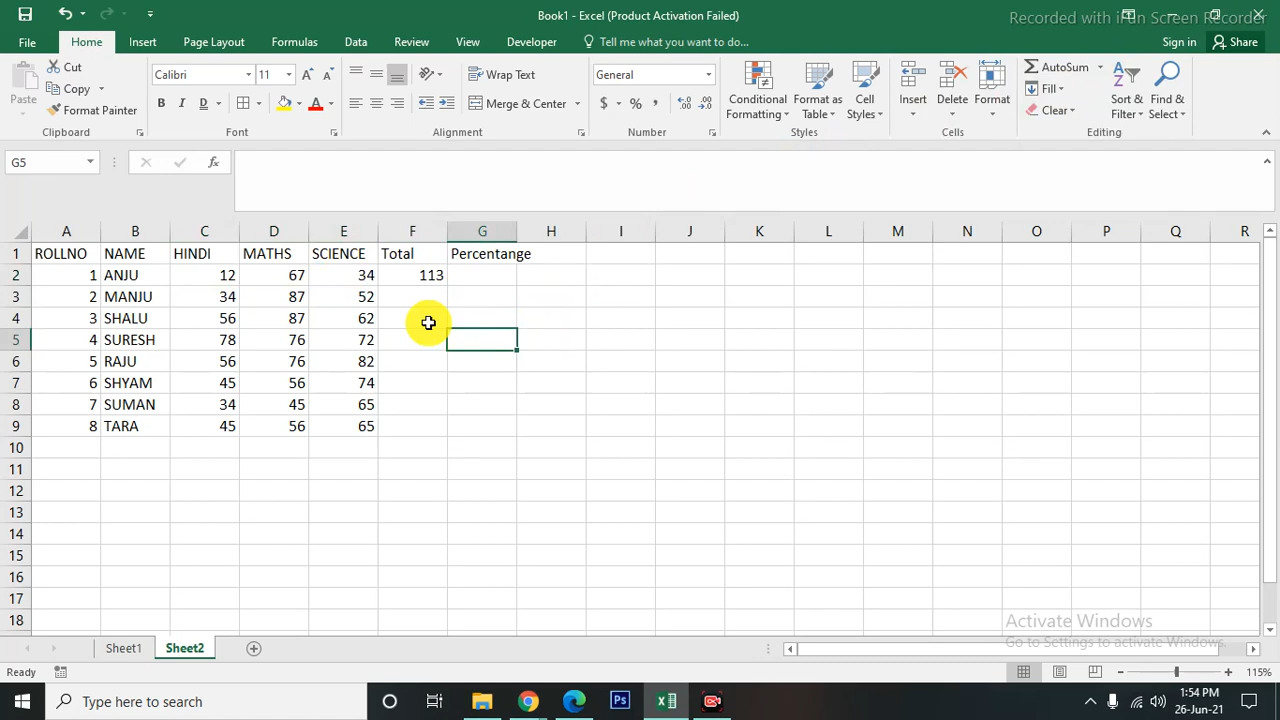 Book1 - Excel (Product Activation Failed)
Recorded with iFun Screen Recorder
File Home Insert Page Layout Formulas Data Review View Developer Tell me what you want to do... Sign in Share
Paste Cut Copy Format Painter Clipboard
Calibri 11 A A B I D A Font
Wrap Text Merge & Center Alignment
General $ % , Number
Conditional Formatting Format as Table Cell Styles Styles
Insert Delete Format Cells
AutoSum Fill Clear Sort & Filter Find & Select Editing
G5 fx
A B C D E F G H I J K L M N O P Q R
1 ROLLNO NAME HINDI MATHS SCIENCE Total Percentange
2 1 ANJU 12 67 34 113
3 2 MANJU 34 87 52
4 3 SHALU 56 87 62
5 4 SURESH 78 76 72
6 5 RAJU 56 76 82
7 6 SHYAM 45 56 74
8 7 SUMAN 34 45 65
9 8 TARA 45 56 65
10
11
12
13
14
15
16
17
18
Activate Windows
Go to Settings to activate Windows.
Sheet1 Sheet2
Ready 115%
Type here to search Ps 1:54 PM
26-Jun-21